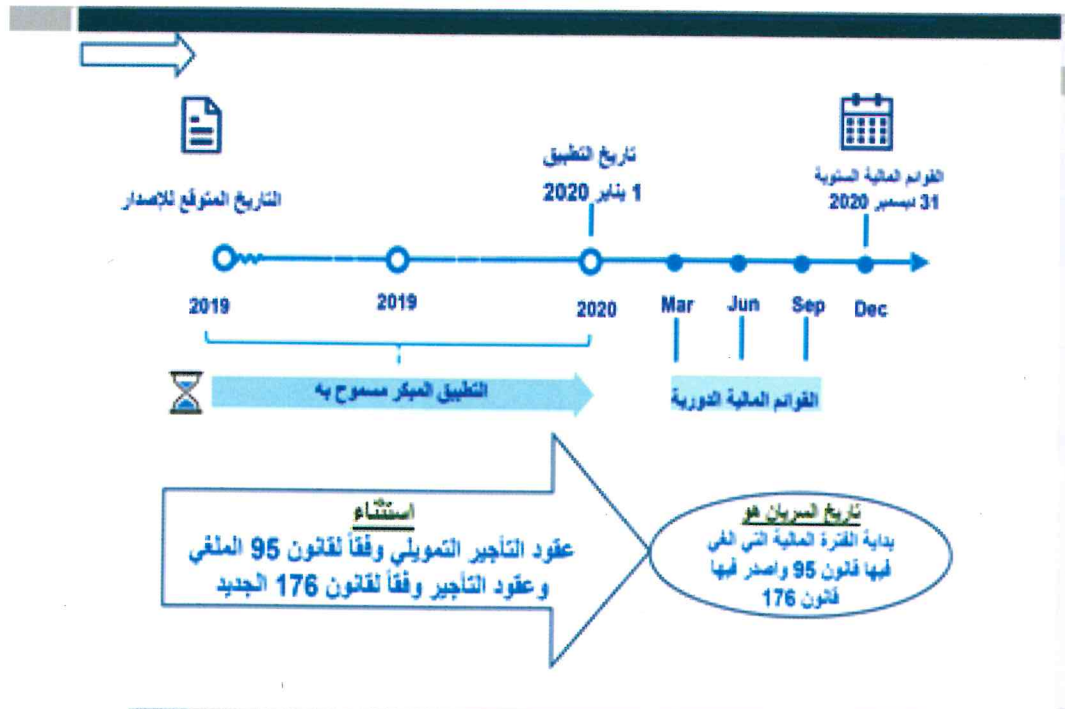 التاريخ المتوقع للإصدار
تاريخ التطبيق
1 يناير 2020
القوائم المالية السنوية
31 ديسمبر 2020
2019
2019
2020
Mar
Jun
Sep
Dec
التطبيق المبكر مسموح به
القوائم المالية الدورية
استثناء
عقود التأجير التمويلي وفقاً لقانون 95 الملغي
وعقود التأجير وفقاً لقانون 176 الجديد
تاريخ السريان هو
بداية الفترة المالية التي الغي
فيها قانون 95 واصدر فيها
قانون 176